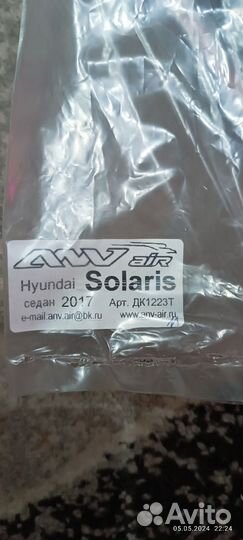 ANV air
Hyundai Solaris
седан 2017 Арт. ДК1223Т
e-mail:anv.air@bk.ru www.anv-air.ru
Avito
05.05.2024 22:24